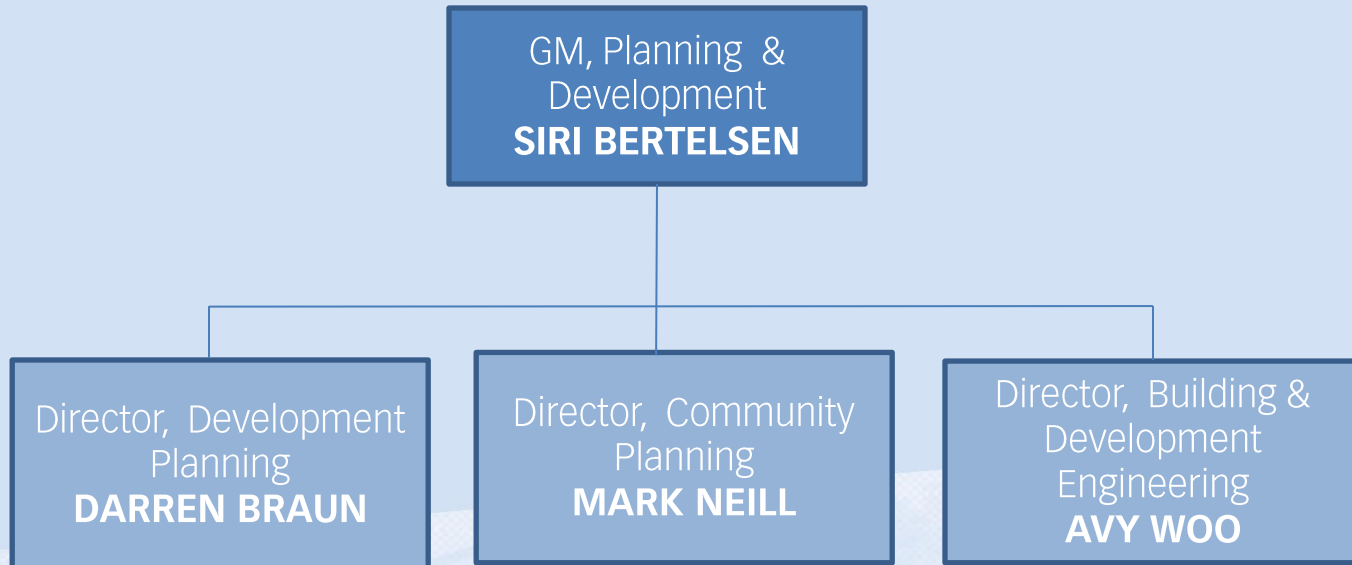 GM, Planning &
Development
SIRI BERTELSEN
Director, Development
Planning
DARREN BRAUN
Director, Community
Planning
MARK NEILL
Director, Building &
Development
Engineering
AVY WOO